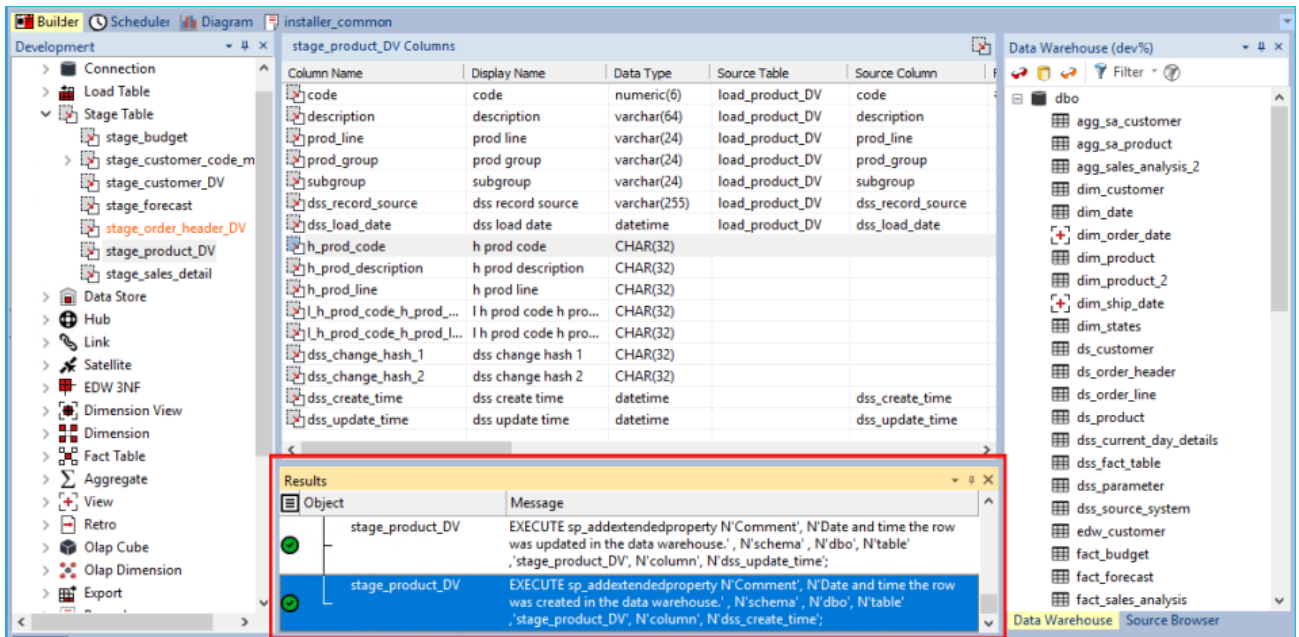 Builder Scheduler Diagram installer_common
Development
Connection
Load Table
Stage Table
stage_budget
stage_customer_code_m
stage_customer_DV
stage_forecast
stage_order_header_DV
stage_product_DV
stage_sales_detail
Data Store
Hub
Link
Satellite
EDW 3NF
Dimension View
Dimension
Fact Table
Aggregate
View
Retro
Olap Cube
Olap Dimension
Export
stage_product_DV Columns
Column Name Display Name Data Type Source Table Source Column
code code numeric(6) load_product_DV code
description description varchar(64) load_product_DV description
prod_line prod line varchar(24) load_product_DV prod_line
prod_group prod group varchar(24) load_product_DV prod_group
subgroup subgroup varchar(24) load_product_DV subgroup
dss_record_source dss record source varchar(255) load_product_DV dss_record_source
dss_load_date dss load date datetime load_product_DV dss_load_date
h_prod_code h prod code CHAR(32)
h_prod_description h prod description CHAR(32)
h_prod_line h prod line CHAR(32)
l_h_prod_code_h_prod_... l h prod code h pro... CHAR(32)
l_h_prod_code_h_prod_l... l h prod code h pro... CHAR(32)
dss_change_hash_1 dss change hash 1 CHAR(32)
dss_change_hash_2 dss change hash 2 CHAR(32)
dss_create_time dss create time datetime dss_create_time
dss_update_time dss update time datetime dss_update_time
Results
Object Message
stage_product_DV EXECUTE sp_addextendedproperty N'Comment', N'Date and time the row
was updated in the data warehouse.' , N'schema' , N'dbo', N'table'
,'stage_product_DV', N'column', N'dss_update_time';
stage_product_DV EXECUTE sp_addextendedproperty N'Comment', N'Date and time the row
was created in the data warehouse.' , N'schema' , N'dbo', N'table'
,'stage_product_DV', N'column', N'dss_create_time';
Data Warehouse (dev%)
Filter
dbo
agg_sa_customer
agg_sa_product
agg_sales_analysis_2
dim_customer
dim_date
dim_order_date
dim_product
dim_product_2
dim_ship_date
dim_states
ds_customer
ds_order_header
ds_order_line
ds_product
dss_current_day_details
dss_fact_table
dss_parameter
dss_source_system
edw_customer
fact_budget
fact_forecast
fact_sales_analysis
Data Warehouse Source Browser